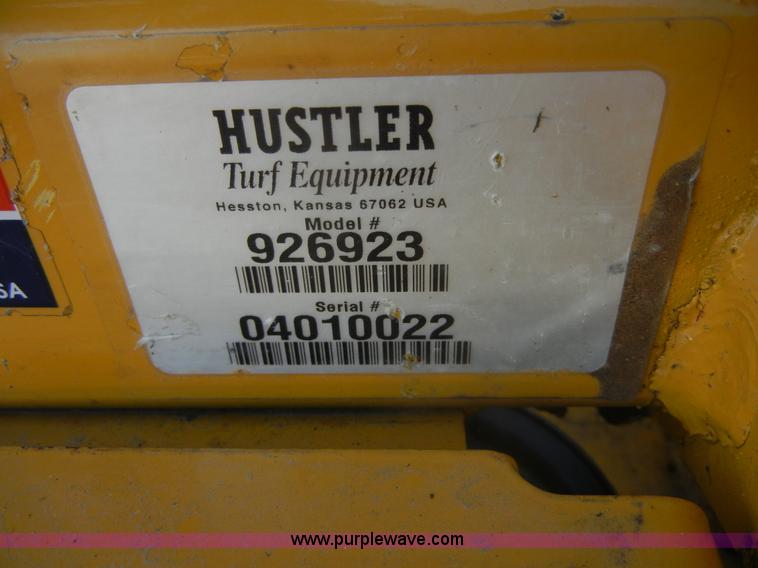 HUSTLER
Turf Equipment
Hesston, Kansas 67062 USA
Model #
926923
Serial #
04010022
SA
www.purplewave.com